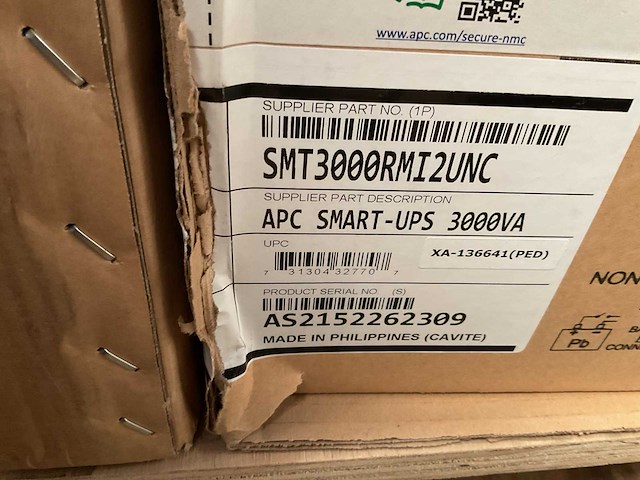 www.apc.com/secure-nmc
SUPPLIER PART NO. (1P)
SMT3000RMI2UNC
SUPPLIER PART DESCRIPTION
APC SMART-UPS 3000VA
UPC
XA-136641(PED)
7 31304 32770 7
PRODUCT SERIAL NO (S)
AS2152262309
MADE IN PHILIPPINES (CAVITE)
NON
Pb